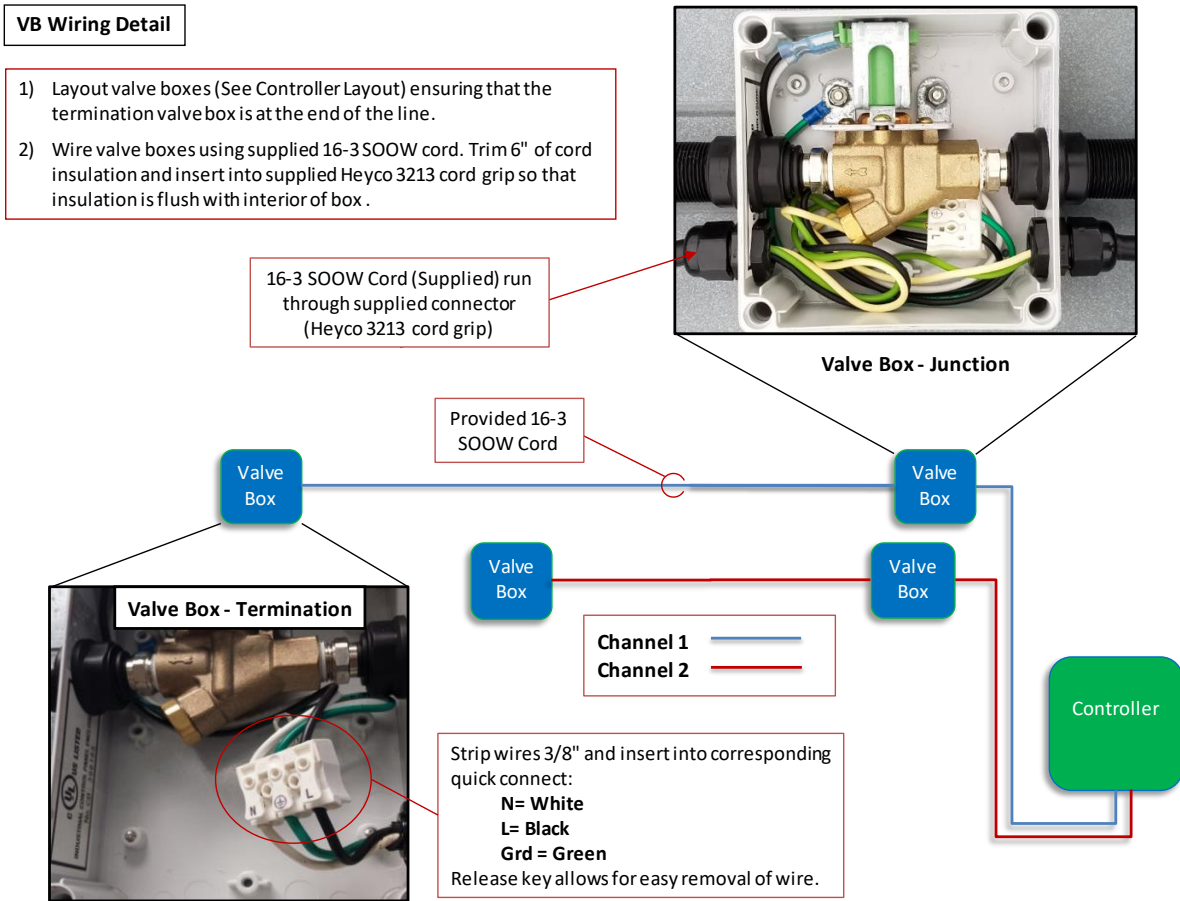 VB Wiring Detail
1) Layout valve boxes (See Controller Layout) ensuring that the
termination valve box is at the end of the line.
2) Wire valve boxes using supplied 16-3 SOOW cord. Trim 6" of cord
insulation and insert into supplied Heyco 3213 cord grip so that
insulation is flush with interior of box .
16-3 SOOW Cord (Supplied) run
through supplied connector
(Heyco 3213 cord grip)
L
Valve Box - Junction
Provided 16-3
SOOW Cord
Valve
Box
Valve
Box
Valve
Box
Valve
Box
Valve Box - Termination
Channel 1
Channel 2
Controller
C UL US LISTED
INDUSTRIAL CONTROL PANEL
N
L
Strip wires 3/8" and insert into corresponding
quick connect:
N= White
L= Black
Grd = Green
Release key allows for easy removal of wire.